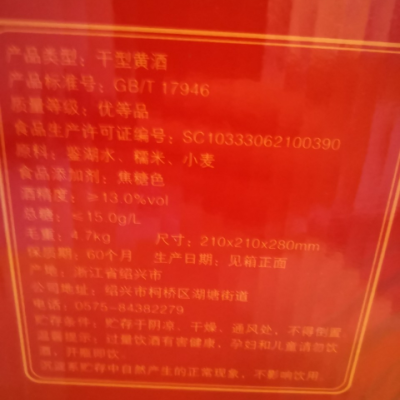 产品类型：干型黄酒
产品标准号：GB/T 17946
质量等级：优等品
食品生产许可证编号：SC10333062100390
原料：鉴湖水、糯米、小麦
食品添加剂：焦糖色
酒精度：≥13.0%vol
总糖：≤15.0g/L
毛重：4.7kg 尺寸：210x210x280mm
保质期：60个月 生产日期：见箱正面
产地：浙江省绍兴市
公司地址：绍兴市柯桥区湖塘街道
电话：0575-84382279
贮存条件：贮存于阴凉、干燥、通风处，不得倒置
温馨提示：过量饮酒有害健康，孕妇和儿童请勿饮
酒，开瓶即饮。
沉淀系贮存中自然产生的正常现象，不影响饮用。